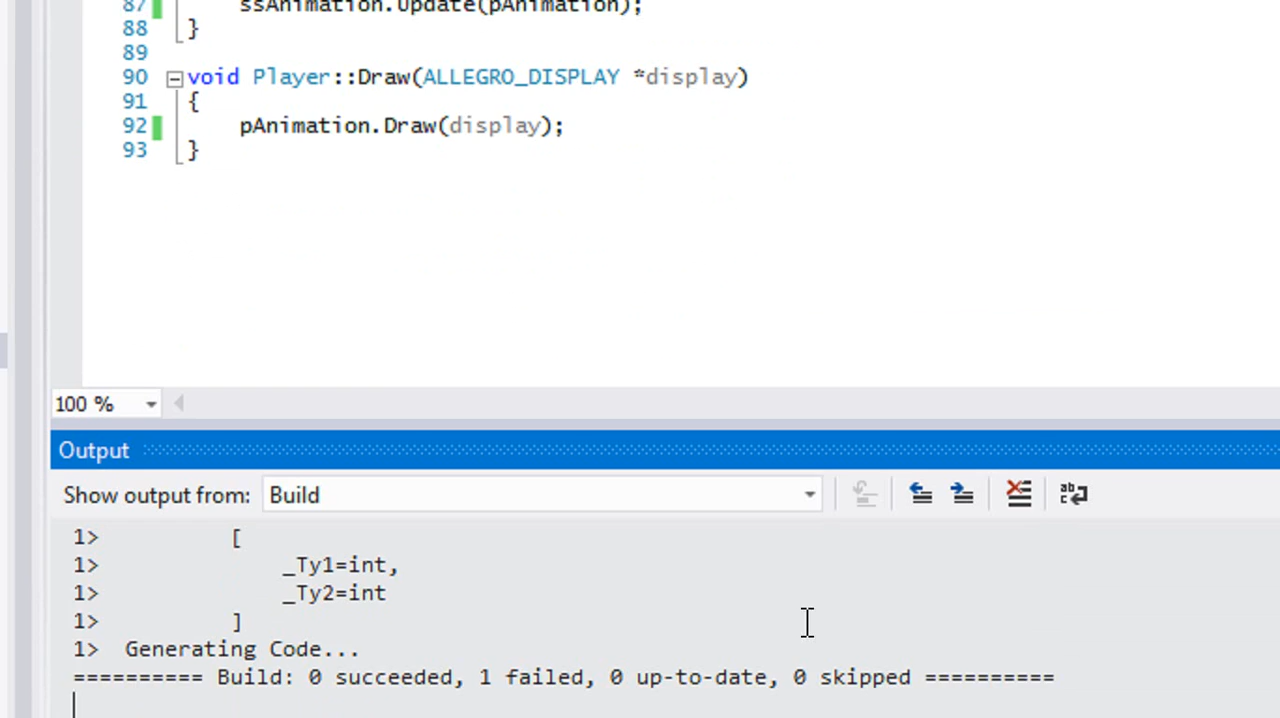 87 ssAnimation.Update(pAnimation);
88 }
89
90 void Player::Draw(ALLEGRO_DISPLAY *display)
91 {
92 pAnimation.Draw(display);
93 }
100 %
Output
Show output from: Build
1> [
1> _Ty1=int,
1> _Ty2=int
1> ]
1> Generating Code...
========== Build: 0 succeeded, 1 failed, 0 up-to-date, 0 skipped ==========